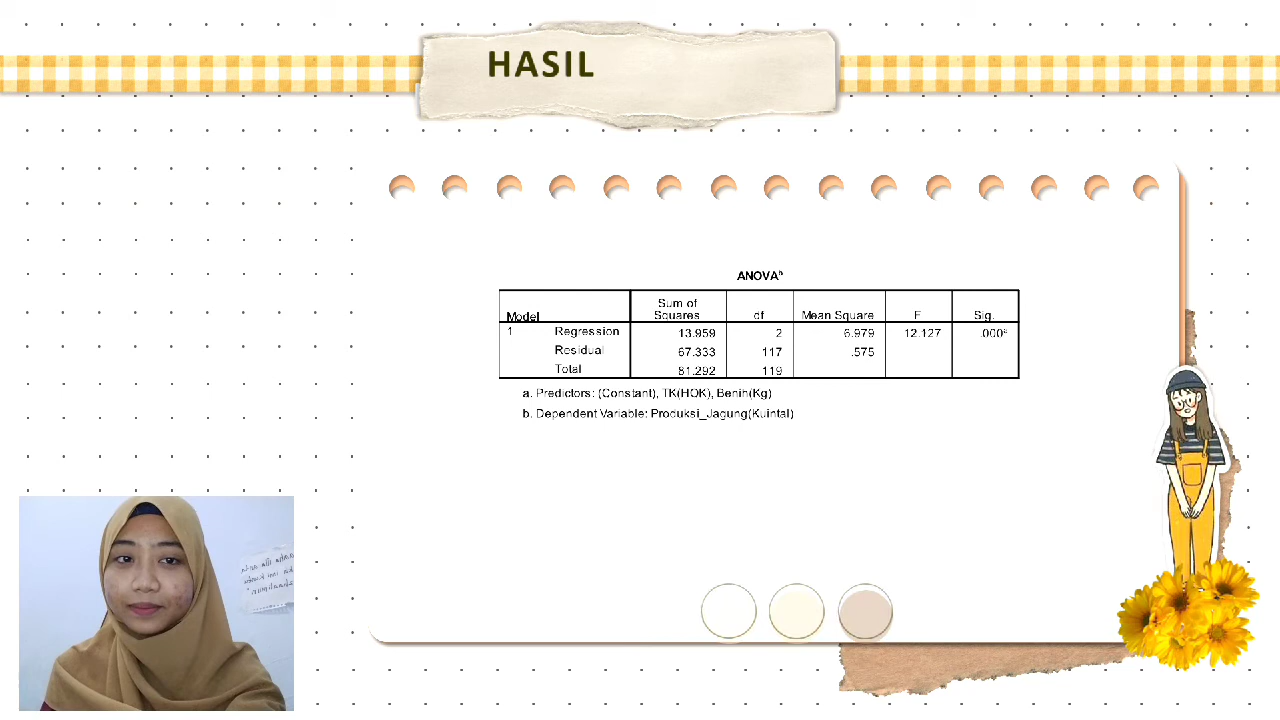 HASIL
ANOVAᵇ
Model Sum of Squares df Mean Square F Sig.
1 Regression 13.959 2 6.979 12.127 .000ᵃ
Residual 67.333 117 .575
Total 81.292 119
a. Predictors: (Constant), TK(HOK), Benih(Kg)
b. Dependent Variable: Produksi_Jagung(Kuintal)